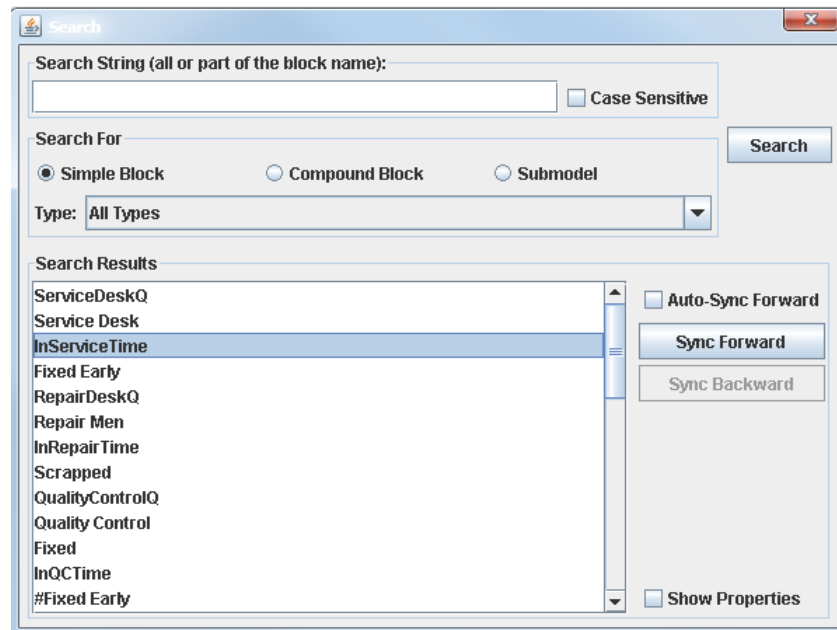 Search
Search String (all or part of the block name):
Case Sensitive
Search For
Search
Simple Block Compound Block Submodel
Type: All Types
Search Results
ServiceDeskQ
Service Desk
InServiceTime
Fixed Early
RepairDeskQ
Repair Men
InRepairTime
Scrapped
QualityControlQ
Quality Control
Fixed
InQCTime
#Fixed Early
Auto-Sync Forward
Sync Forward
Sync Backward
Show Properties